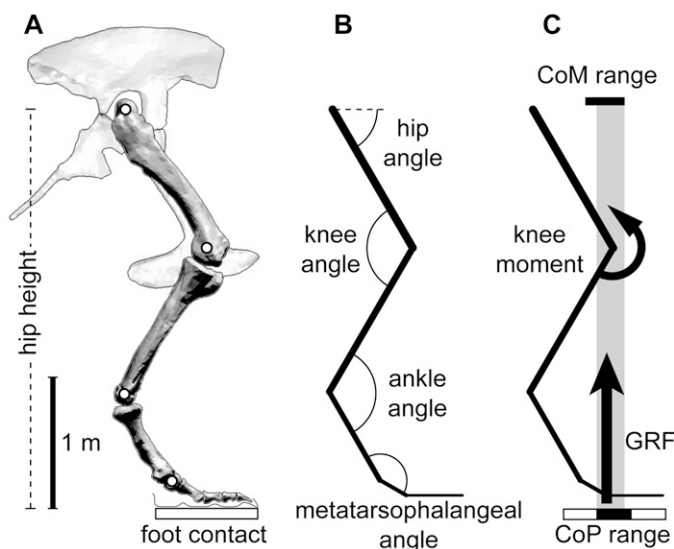 A
hip height
1 m
foot contact
B
hip
angle
knee
angle
ankle
angle
metatarsophalangeal
angle
C
CoM range
knee
moment
GRF
CoP range